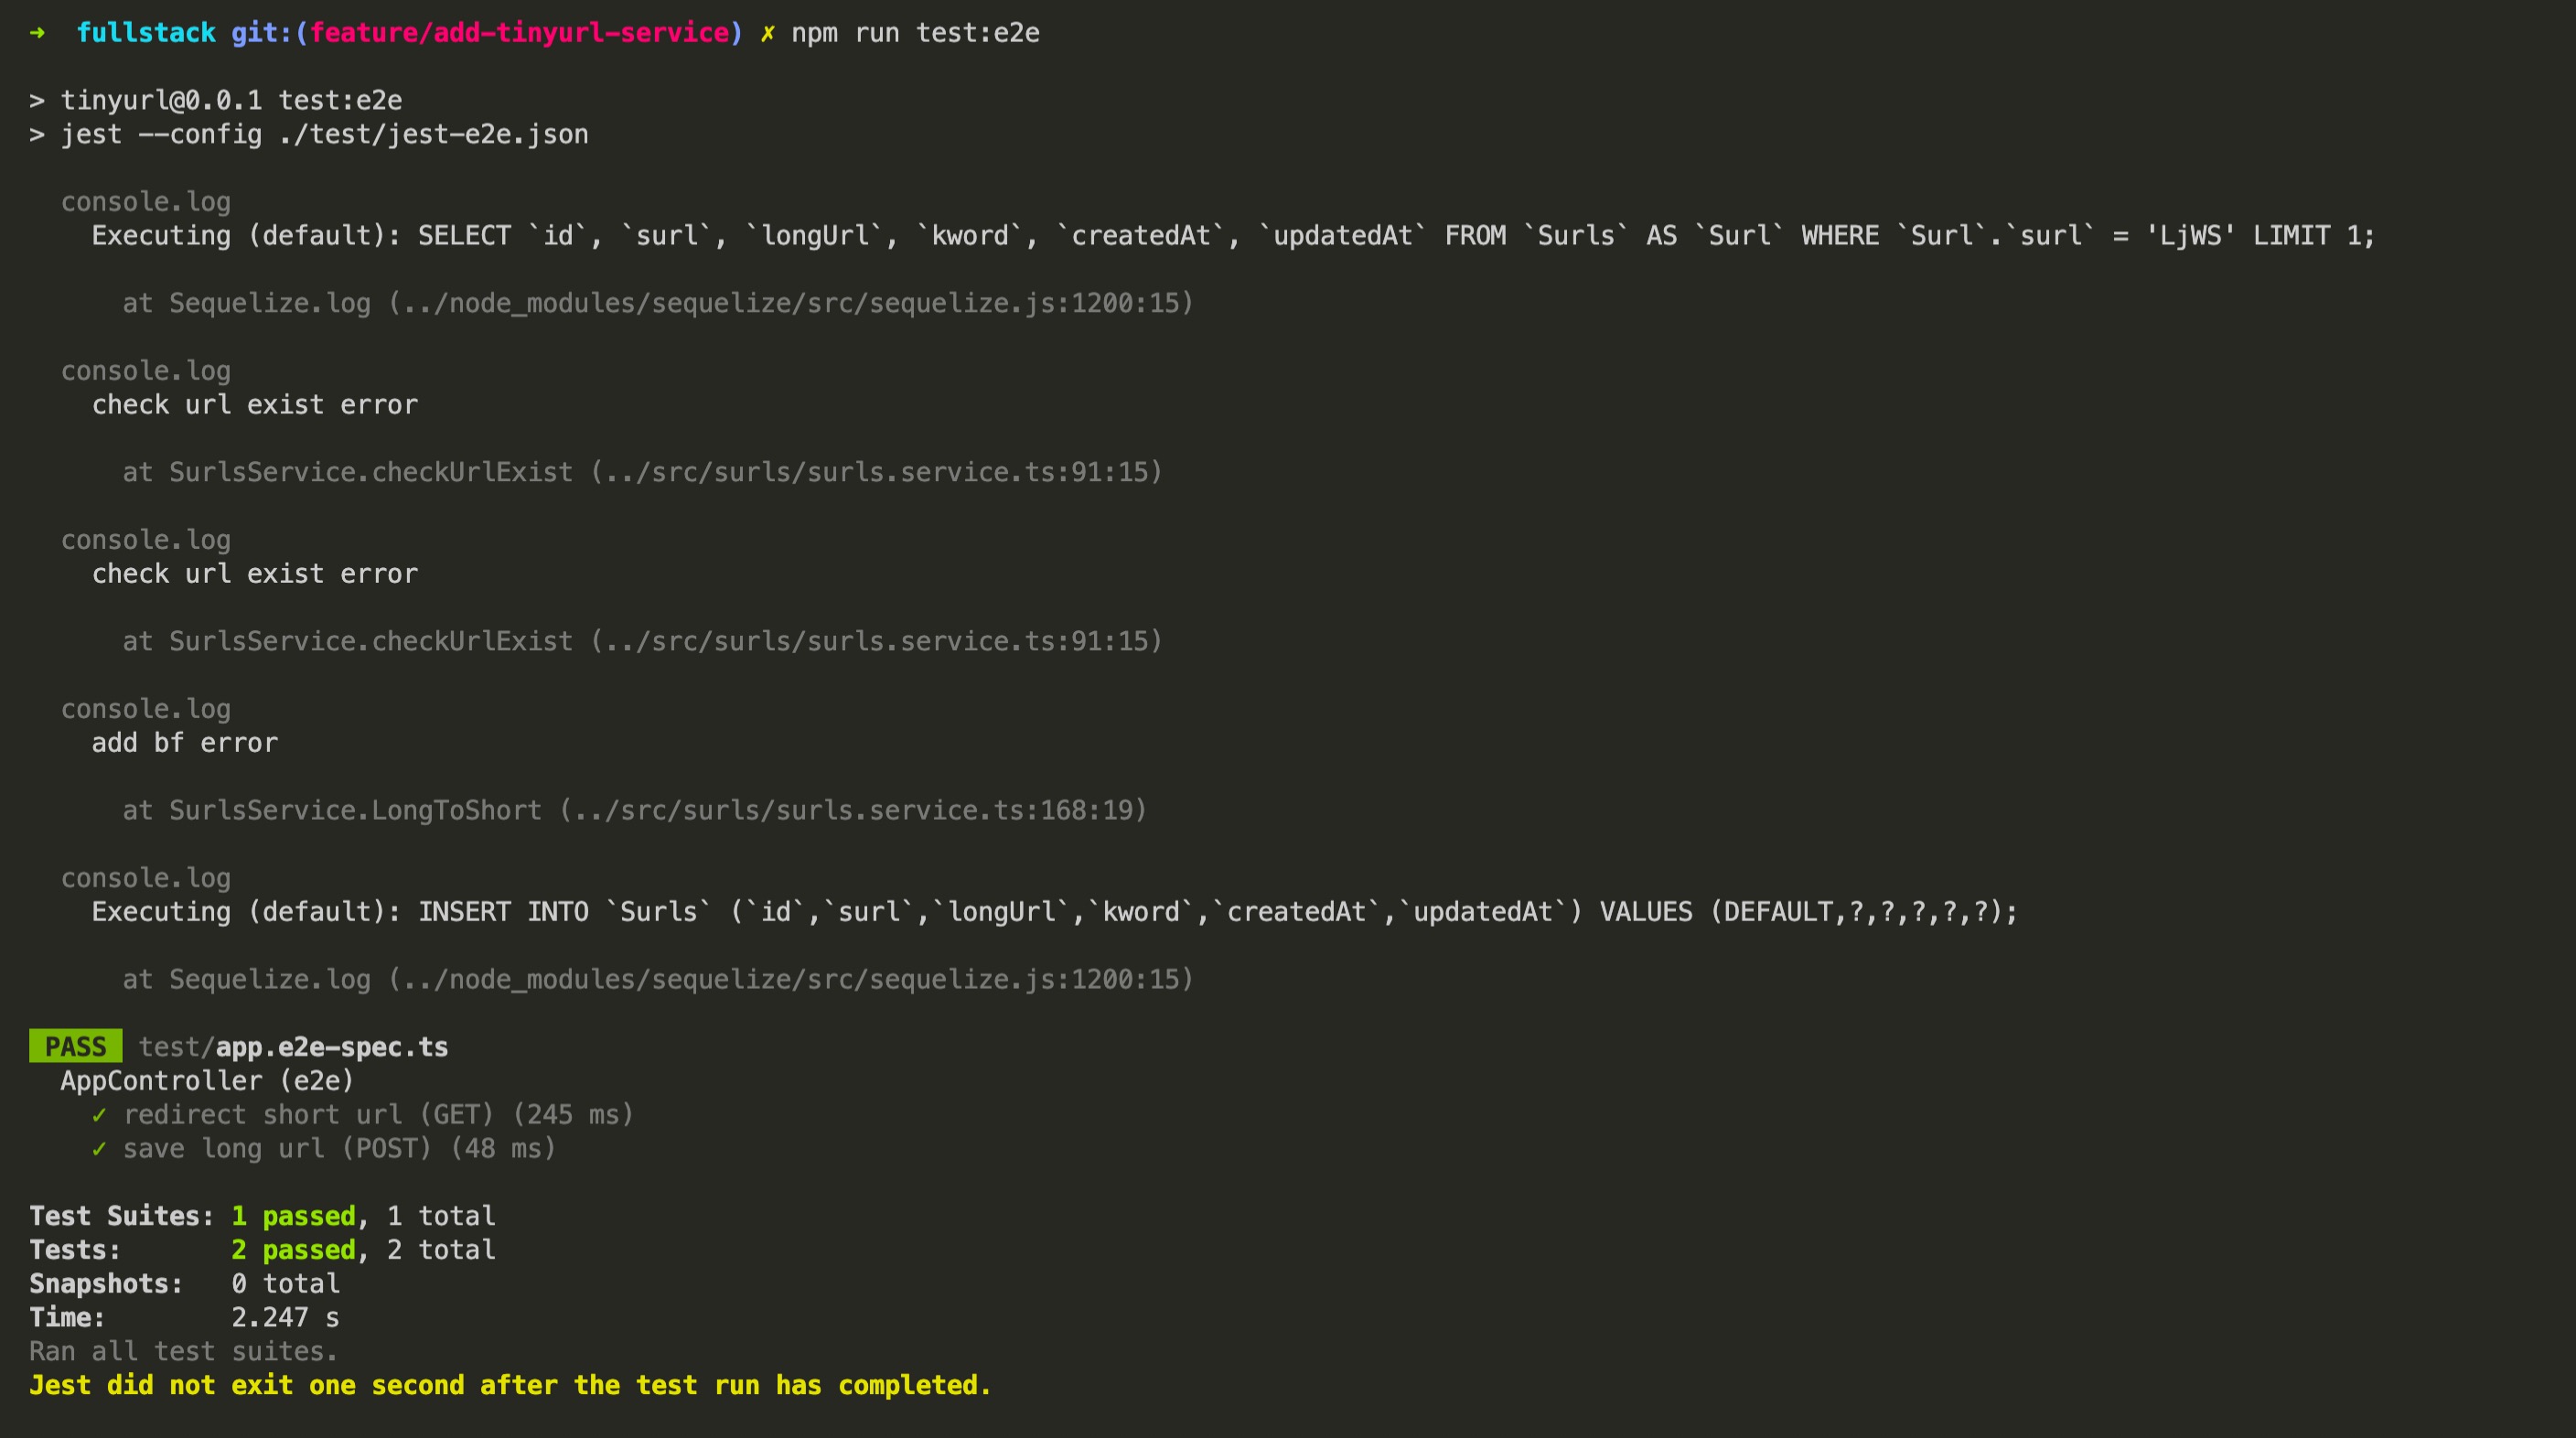 ➜  fullstack git:(feature/add-tinyurl-service) ✗ npm run test:e2e
> tinyurl@0.0.1 test:e2e
> jest --config ./test/jest-e2e.json
console.log
Executing (default): SELECT `id`, `surl`, `longUrl`, `kword`, `createdAt`, `updatedAt` FROM `Surls` AS `Surl` WHERE `Surl`.`surl` = 'LjWS' LIMIT 1;
at Sequelize.log (../node_modules/sequelize/src/sequelize.js:1200:15)
console.log
check url exist error
at SurlsService.checkUrlExist (../src/surls/surls.service.ts:91:15)
console.log
check url exist error
at SurlsService.checkUrlExist (../src/surls/surls.service.ts:91:15)
console.log
add bf error
at SurlsService.LongToShort (../src/surls/surls.service.ts:168:19)
console.log
Executing (default): INSERT INTO `Surls` (`id`,`surl`,`longUrl`,`kword`,`createdAt`,`updatedAt`) VALUES (DEFAULT,?,?,?,?,?);
at Sequelize.log (../node_modules/sequelize/src/sequelize.js:1200:15)
PASS test/app.e2e-spec.ts
AppController (e2e)
✓ redirect short url (GET) (245 ms)
✓ save long url (POST) (48 ms)
Test Suites: 1 passed, 1 total
Tests: 2 passed, 2 total
Snapshots: 0 total
Time: 2.247 s
Ran all test suites.
Jest did not exit one second after the test run has completed.